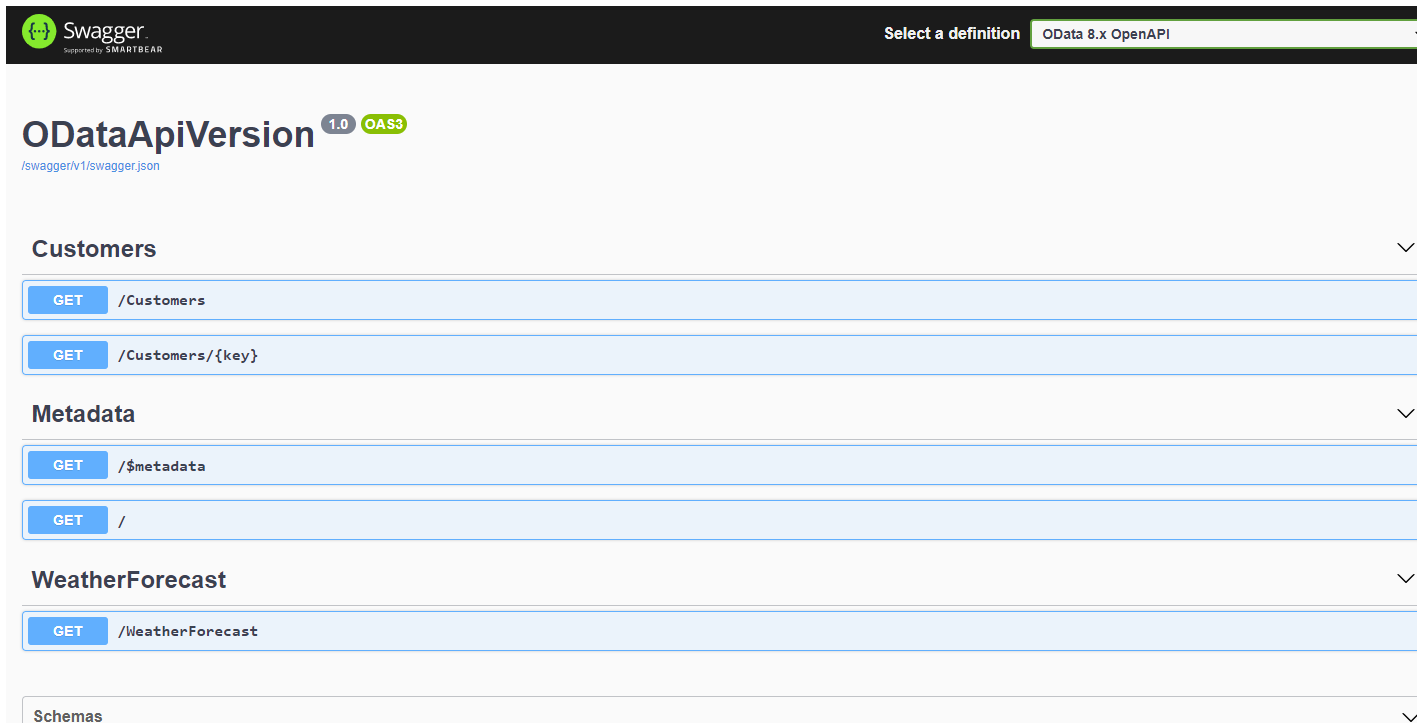 {···} Swagger
Supported by SMARTBEAR
Select a definition
OData 8.x OpenAPI
ODataApiVersion 1.0 OAS3
/swagger/v1/swagger.json
Customers
GET /Customers
GET /Customers/{key}
Metadata
GET /$metadata
GET /
WeatherForecast
GET /WeatherForecast
Schemas